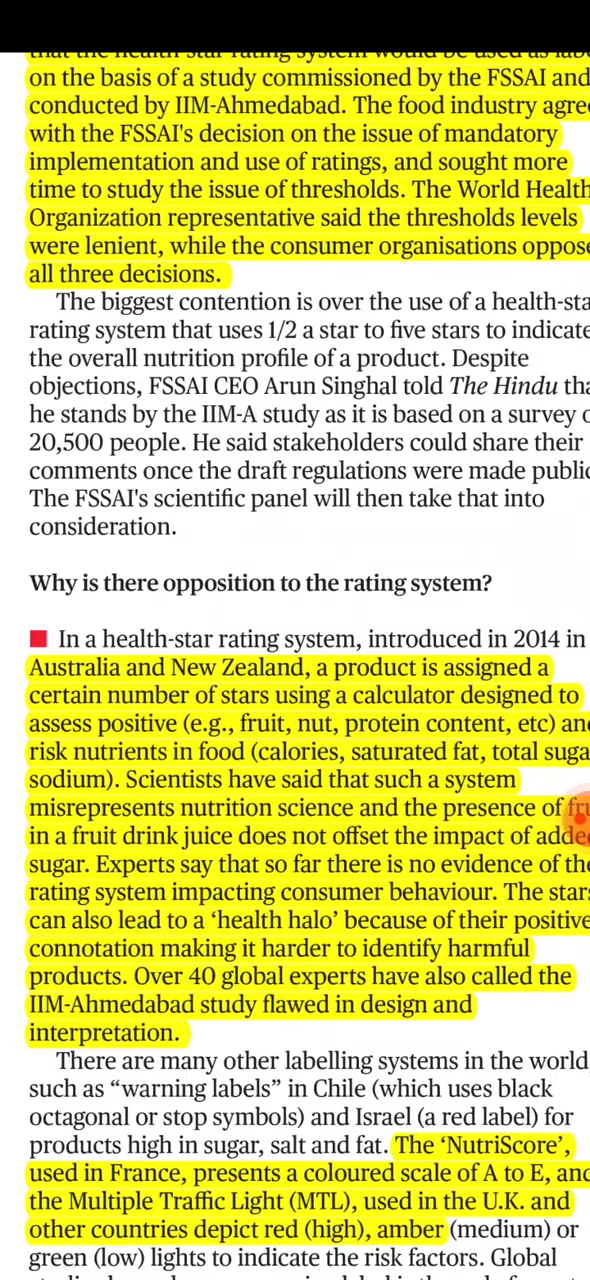 that the health star rating system would be used as
on the basis of a study commissioned by the FSSAI and
conducted by IIM-Ahmedabad. The food industry agre
with the FSSAI's decision on the issue of mandatory
implementation and use of ratings, and sought more
time to study the issue of thresholds. The World Health
Organization representative said the thresholds levels
were lenient, while the consumer organisations oppose
all three decisions.
The biggest contention is over the use of a health-sta
rating system that uses 1/2 a star to five stars to indicate
the overall nutrition profile of a product. Despite
objections, FSSAI CEO Arun Singhal told The Hindu tha
he stands by the IIM-A study as it is based on a survey o
20,500 people. He said stakeholders could share their
comments once the draft regulations were made public
The FSSAI's scientific panel will then take that into
consideration.
Why is there opposition to the rating system?
In a health-star rating system, introduced in 2014 in
Australia and New Zealand, a product is assigned a
certain number of stars using a calculator designed to
assess positive (e.g., fruit, nut, protein content, etc) and
risk nutrients in food (calories, saturated fat, total suga
sodium). Scientists have said that such a system
misrepresents nutrition science and the presence of fru
in a fruit drink juice does not offset the impact of added
sugar. Experts say that so far there is no evidence of the
rating system impacting consumer behaviour. The stars
can also lead to a ‘health halo’ because of their positive
connotation making it harder to identify harmful
products. Over 40 global experts have also called the
IIM-Ahmedabad study flawed in design and
interpretation.
There are many other labelling systems in the world
such as “warning labels” in Chile (which uses black
octagonal or stop symbols) and Israel (a red label) for
products high in sugar, salt and fat. The ‘NutriScore’,
used in France, presents a coloured scale of A to E, and
the Multiple Traffic Light (MTL), used in the U.K. and
other countries depict red (high), amber (medium) or
green (low) lights to indicate the risk factors. Global